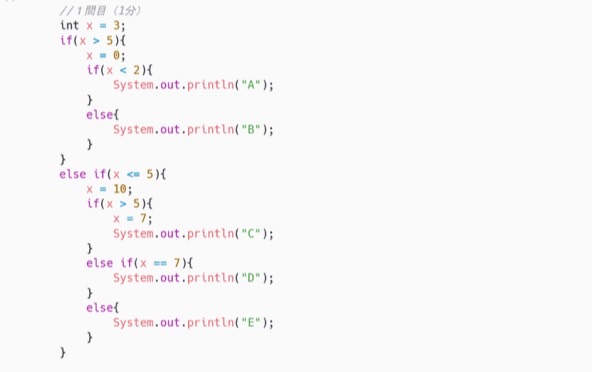 //１問目（1分）
int x = 3;
if(x > 5){
    x = 0;
    if(x < 2){
        System.out.println("A");
    }
    else{
        System.out.println("B");
    }
}
else if(x <= 5){
    x = 10;
    if(x > 5){
        x = 7;
        System.out.println("C");
    }
    else if(x == 7){
        System.out.println("D");
    }
    else{
        System.out.println("E");
    }
}